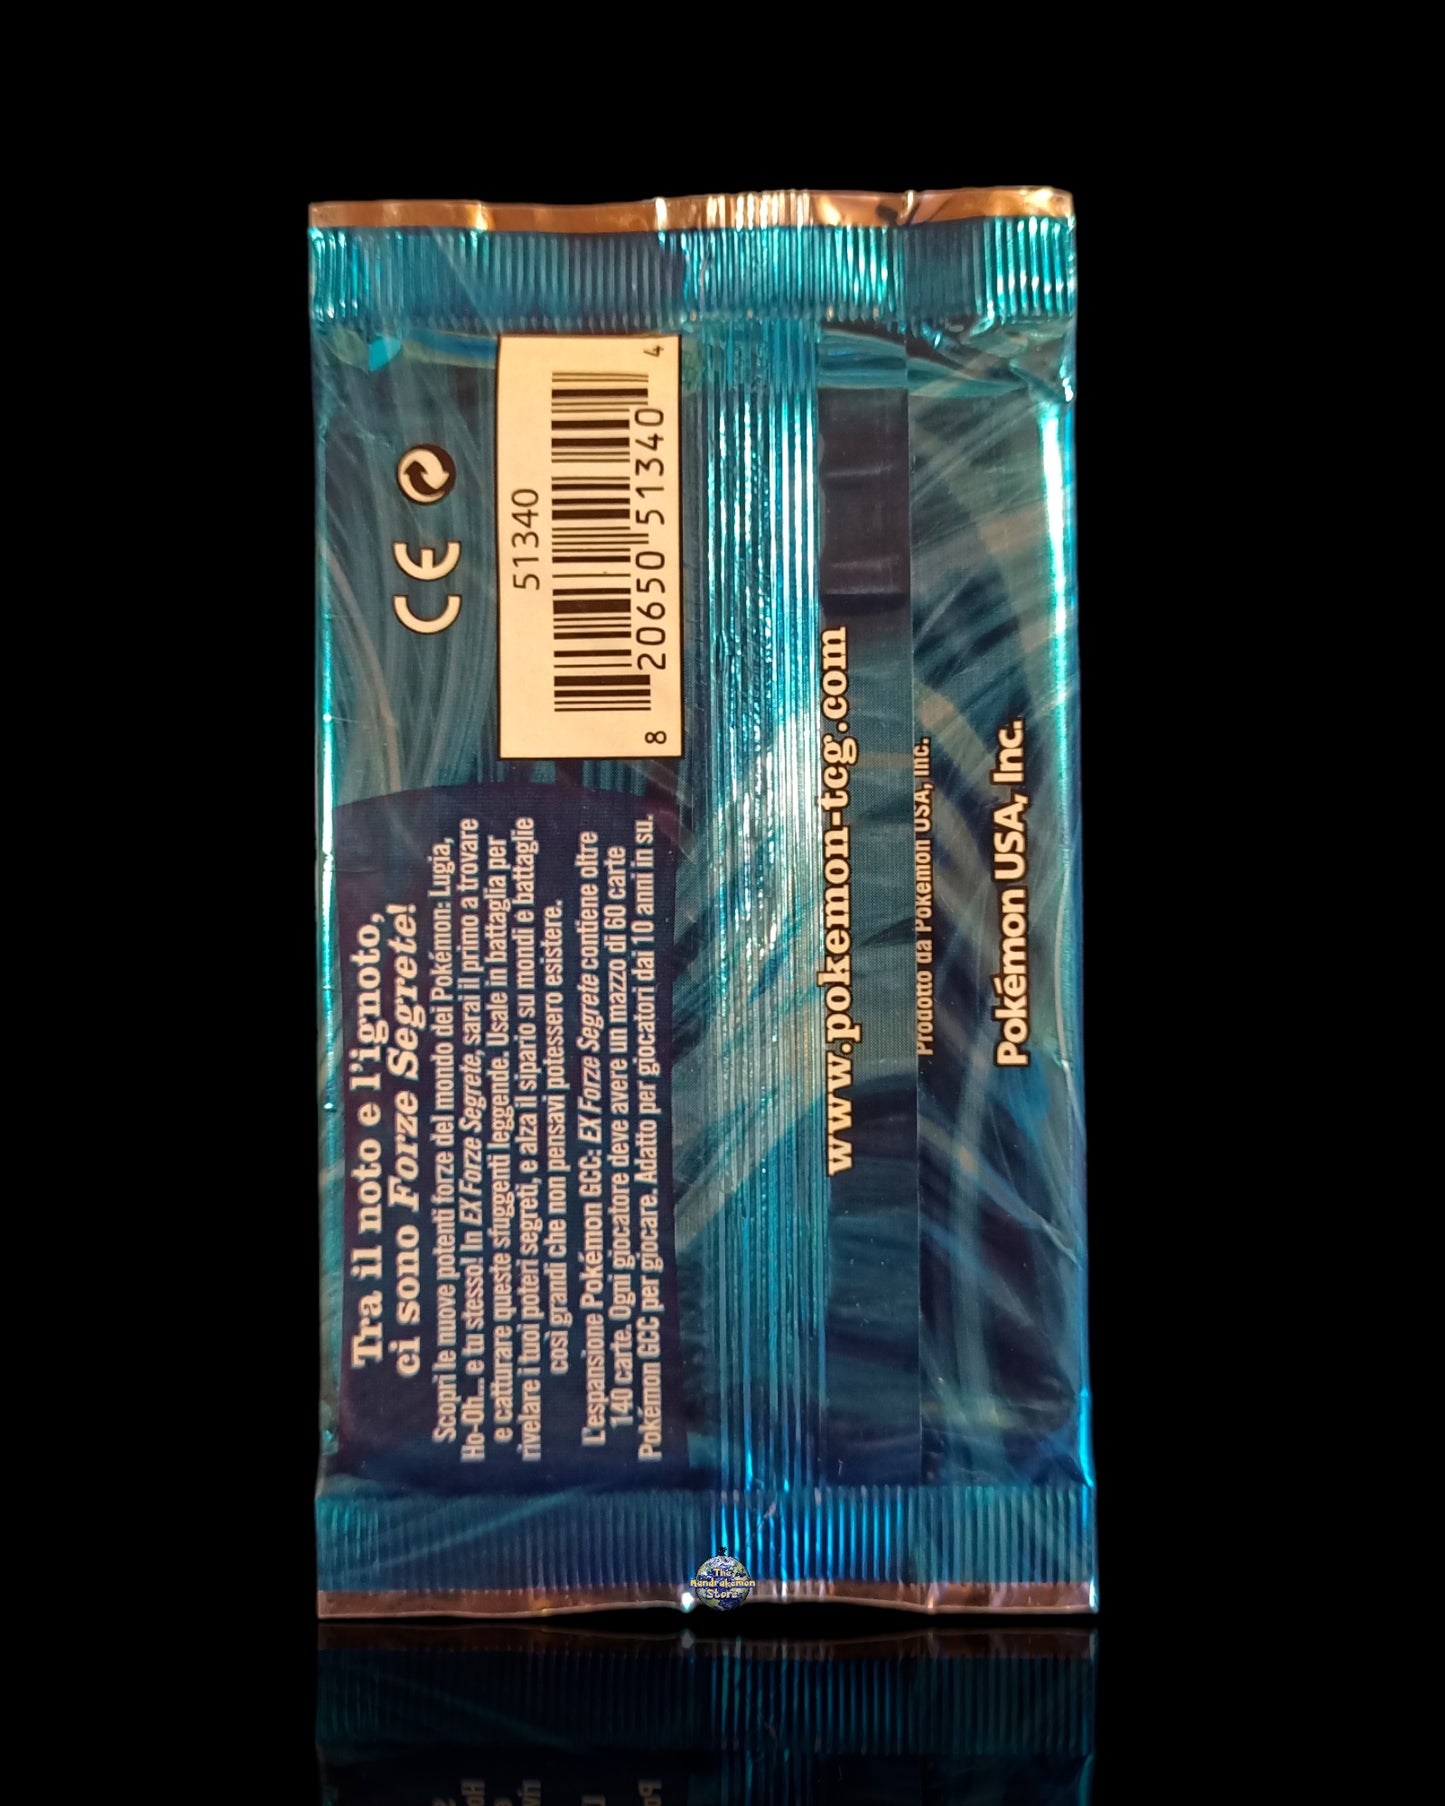 Tra il noto e l'ignoto,
ci sono Forze Segrete!
Scopri le nuove potenti forze del mondo dei Pokémon: Lugia,
Ho-Oh... e tu stesso! In EX Forze Segrete, sarai il primo a trovare
e catturare queste sfuggenti leggende. Usale in battaglia per
rivelare i tuoi poteri segreti, e alza il sipario su mondi e battaglie
così grandi che non pensavi potessero esistere.
L'espansione Pokémon GCC: EX Forze Segrete contiene oltre
140 carte. Ogni giocatore deve avere un mazzo di 60 carte
Pokémon GCC per giocare. Adatto per giocatori dai 10 anni in su.
CE
51340
8 20650 51340 4
www.pokemon-tcg.com
Prodotto da Pokémon USA, Inc.
Pokémon USA, Inc.
The
Mandrakemon
Store